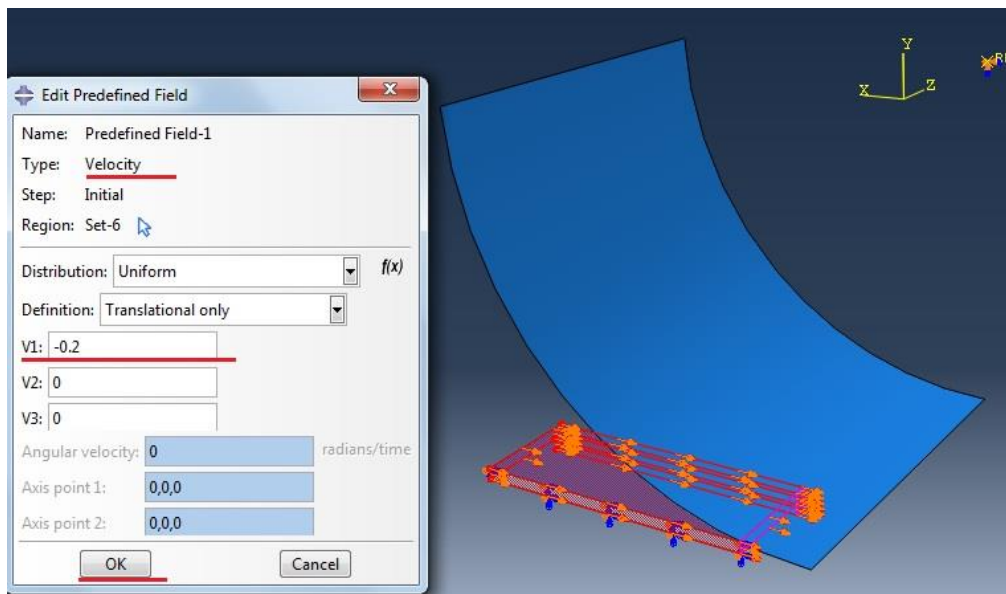 Edit Predefined Field
Name: Predefined Field-1
Type: Velocity
Step: Initial
Region: Set-6
Distribution: Uniform f(x)
Definition: Translational only
V1: -0.2
V2: 0
V3: 0
Angular velocity: 0 radians/time
Axis point 1: 0,0,0
Axis point 2: 0,0,0
OK Cancel
Y
X Z